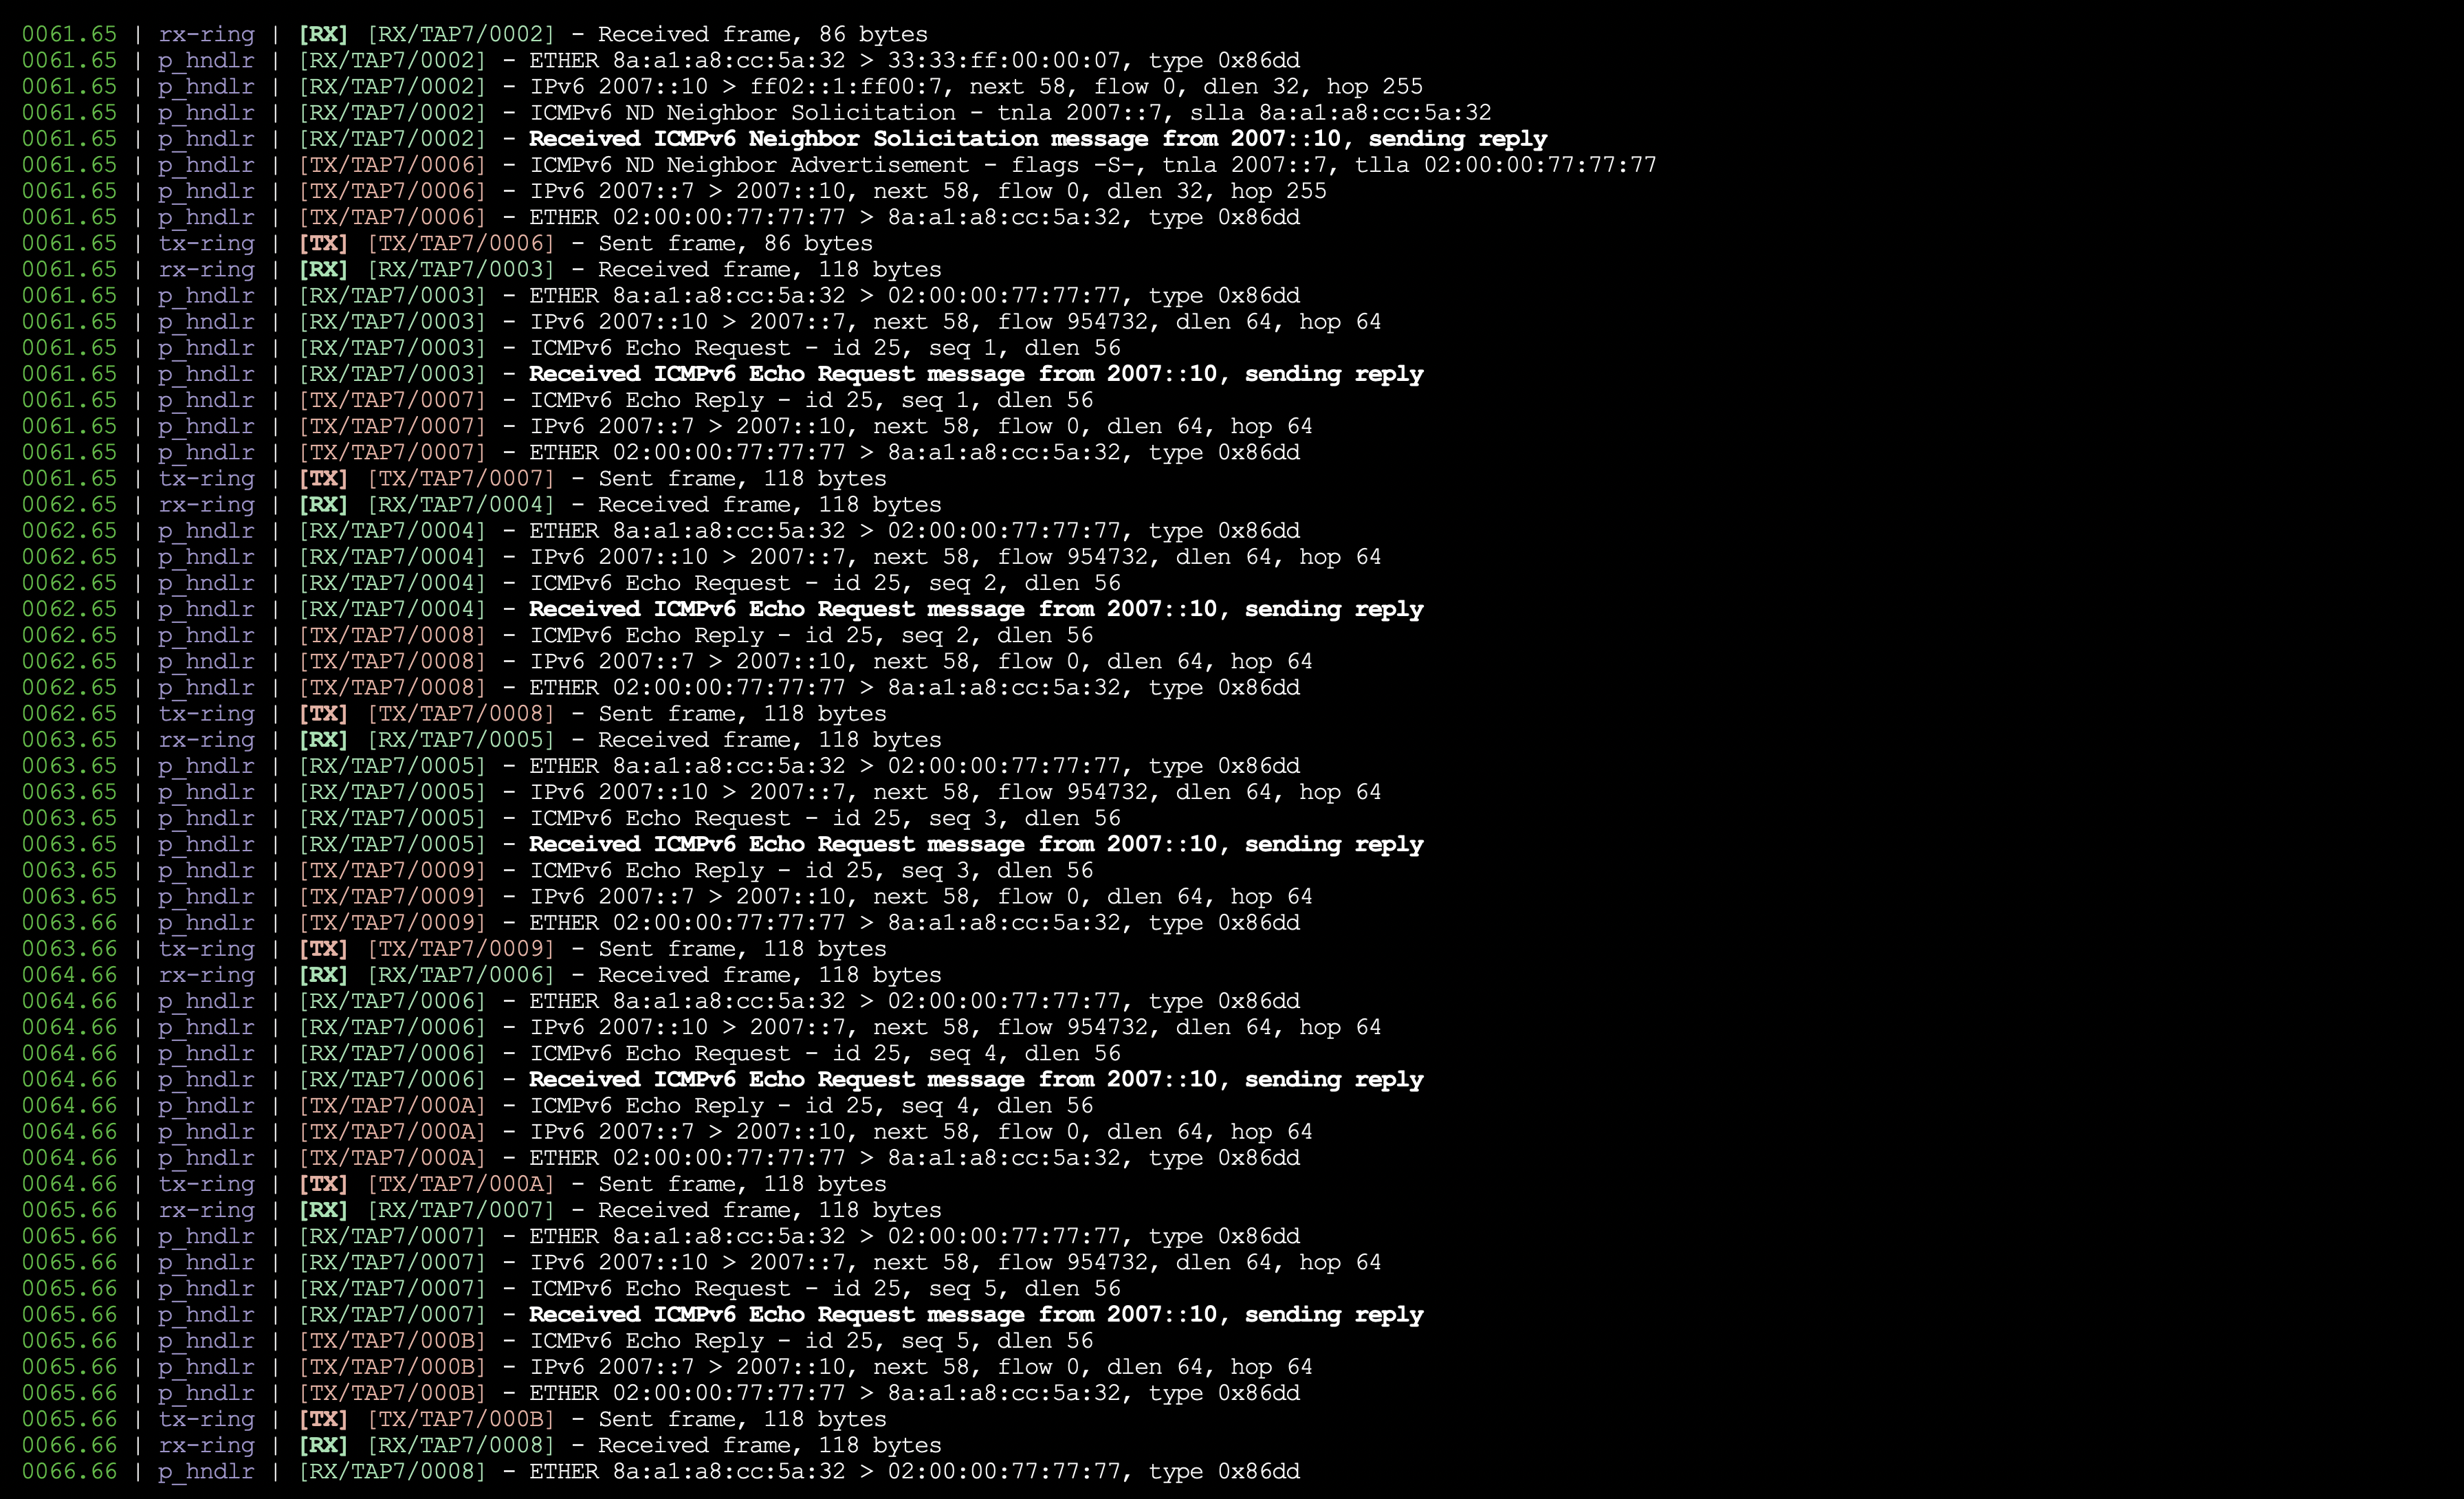 0061.65 | rx-ring | [RX] [RX/TAP7/0002] - Received frame, 86 bytes
0061.65 | p_hndlr | [RX/TAP7/0002] - ETHER 8a:a1:a8:cc:5a:32 > 33:33:ff:00:00:07, type 0x86dd
0061.65 | p_hndlr | [RX/TAP7/0002] - IPv6 2007::10 > ff02::1:ff00:7, next 58, flow 0, dlen 32, hop 255
0061.65 | p_hndlr | [RX/TAP7/0002] - ICMPv6 ND Neighbor Solicitation - tnla 2007::7, slla 8a:a1:a8:cc:5a:32
0061.65 | p_hndlr | [RX/TAP7/0002] - Received ICMPv6 Neighbor Solicitation message from 2007::10, sending reply
0061.65 | p_hndlr | [TX/TAP7/0006] - ICMPv6 ND Neighbor Advertisement - flags -S-, tnla 2007::7, tlla 02:00:00:77:77:77
0061.65 | p_hndlr | [TX/TAP7/0006] - IPv6 2007::7 > 2007::10, next 58, flow 0, dlen 32, hop 255
0061.65 | p_hndlr | [TX/TAP7/0006] - ETHER 02:00:00:77:77:77 > 8a:a1:a8:cc:5a:32, type 0x86dd
0061.65 | tx-ring | [TX] [TX/TAP7/0006] - Sent frame, 86 bytes
0061.65 | rx-ring | [RX] [RX/TAP7/0003] - Received frame, 118 bytes
0061.65 | p_hndlr | [RX/TAP7/0003] - ETHER 8a:a1:a8:cc:5a:32 > 02:00:00:77:77:77, type 0x86dd
0061.65 | p_hndlr | [RX/TAP7/0003] - IPv6 2007::10 > 2007::7, next 58, flow 954732, dlen 64, hop 64
0061.65 | p_hndlr | [RX/TAP7/0003] - ICMPv6 Echo Request - id 25, seq 1, dlen 56
0061.65 | p_hndlr | [RX/TAP7/0003] - Received ICMPv6 Echo Request message from 2007::10, sending reply
0061.65 | p_hndlr | [TX/TAP7/0007] - ICMPv6 Echo Reply - id 25, seq 1, dlen 56
0061.65 | p_hndlr | [TX/TAP7/0007] - IPv6 2007::7 > 2007::10, next 58, flow 0, dlen 64, hop 64
0061.65 | p_hndlr | [TX/TAP7/0007] - ETHER 02:00:00:77:77:77 > 8a:a1:a8:cc:5a:32, type 0x86dd
0061.65 | tx-ring | [TX] [TX/TAP7/0007] - Sent frame, 118 bytes
0062.65 | rx-ring | [RX] [RX/TAP7/0004] - Received frame, 118 bytes
0062.65 | p_hndlr | [RX/TAP7/0004] - ETHER 8a:a1:a8:cc:5a:32 > 02:00:00:77:77:77, type 0x86dd
0062.65 | p_hndlr | [RX/TAP7/0004] - IPv6 2007::10 > 2007::7, next 58, flow 954732, dlen 64, hop 64
0062.65 | p_hndlr | [RX/TAP7/0004] - ICMPv6 Echo Request - id 25, seq 2, dlen 56
0062.65 | p_hndlr | [RX/TAP7/0004] - Received ICMPv6 Echo Request message from 2007::10, sending reply
0062.65 | p_hndlr | [TX/TAP7/0008] - ICMPv6 Echo Reply - id 25, seq 2, dlen 56
0062.65 | p_hndlr | [TX/TAP7/0008] - IPv6 2007::7 > 2007::10, next 58, flow 0, dlen 64, hop 64
0062.65 | p_hndlr | [TX/TAP7/0008] - ETHER 02:00:00:77:77:77 > 8a:a1:a8:cc:5a:32, type 0x86dd
0062.65 | tx-ring | [TX] [TX/TAP7/0008] - Sent frame, 118 bytes
0063.65 | rx-ring | [RX] [RX/TAP7/0005] - Received frame, 118 bytes
0063.65 | p_hndlr | [RX/TAP7/0005] - ETHER 8a:a1:a8:cc:5a:32 > 02:00:00:77:77:77, type 0x86dd
0063.65 | p_hndlr | [RX/TAP7/0005] - IPv6 2007::10 > 2007::7, next 58, flow 954732, dlen 64, hop 64
0063.65 | p_hndlr | [RX/TAP7/0005] - ICMPv6 Echo Request - id 25, seq 3, dlen 56
0063.65 | p_hndlr | [RX/TAP7/0005] - Received ICMPv6 Echo Request message from 2007::10, sending reply
0063.65 | p_hndlr | [TX/TAP7/0009] - ICMPv6 Echo Reply - id 25, seq 3, dlen 56
0063.65 | p_hndlr | [TX/TAP7/0009] - IPv6 2007::7 > 2007::10, next 58, flow 0, dlen 64, hop 64
0063.66 | p_hndlr | [TX/TAP7/0009] - ETHER 02:00:00:77:77:77 > 8a:a1:a8:cc:5a:32, type 0x86dd
0063.66 | tx-ring | [TX] [TX/TAP7/0009] - Sent frame, 118 bytes
0064.66 | rx-ring | [RX] [RX/TAP7/0006] - Received frame, 118 bytes
0064.66 | p_hndlr | [RX/TAP7/0006] - ETHER 8a:a1:a8:cc:5a:32 > 02:00:00:77:77:77, type 0x86dd
0064.66 | p_hndlr | [RX/TAP7/0006] - IPv6 2007::10 > 2007::7, next 58, flow 954732, dlen 64, hop 64
0064.66 | p_hndlr | [RX/TAP7/0006] - ICMPv6 Echo Request - id 25, seq 4, dlen 56
0064.66 | p_hndlr | [RX/TAP7/0006] - Received ICMPv6 Echo Request message from 2007::10, sending reply
0064.66 | p_hndlr | [TX/TAP7/000A] - ICMPv6 Echo Reply - id 25, seq 4, dlen 56
0064.66 | p_hndlr | [TX/TAP7/000A] - IPv6 2007::7 > 2007::10, next 58, flow 0, dlen 64, hop 64
0064.66 | p_hndlr | [TX/TAP7/000A] - ETHER 02:00:00:77:77:77 > 8a:a1:a8:cc:5a:32, type 0x86dd
0064.66 | tx-ring | [TX] [TX/TAP7/000A] - Sent frame, 118 bytes
0065.66 | rx-ring | [RX] [RX/TAP7/0007] - Received frame, 118 bytes
0065.66 | p_hndlr | [RX/TAP7/0007] - ETHER 8a:a1:a8:cc:5a:32 > 02:00:00:77:77:77, type 0x86dd
0065.66 | p_hndlr | [RX/TAP7/0007] - IPv6 2007::10 > 2007::7, next 58, flow 954732, dlen 64, hop 64
0065.66 | p_hndlr | [RX/TAP7/0007] - ICMPv6 Echo Request - id 25, seq 5, dlen 56
0065.66 | p_hndlr | [RX/TAP7/0007] - Received ICMPv6 Echo Request message from 2007::10, sending reply
0065.66 | p_hndlr | [TX/TAP7/000B] - ICMPv6 Echo Reply - id 25, seq 5, dlen 56
0065.66 | p_hndlr | [TX/TAP7/000B] - IPv6 2007::7 > 2007::10, next 58, flow 0, dlen 64, hop 64
0065.66 | p_hndlr | [TX/TAP7/000B] - ETHER 02:00:00:77:77:77 > 8a:a1:a8:cc:5a:32, type 0x86dd
0065.66 | tx-ring | [TX] [TX/TAP7/000B] - Sent frame, 118 bytes
0066.66 | rx-ring | [RX] [RX/TAP7/0008] - Received frame, 118 bytes
0066.66 | p_hndlr | [RX/TAP7/0008] - ETHER 8a:a1:a8:cc:5a:32 > 02:00:00:77:77:77, type 0x86dd